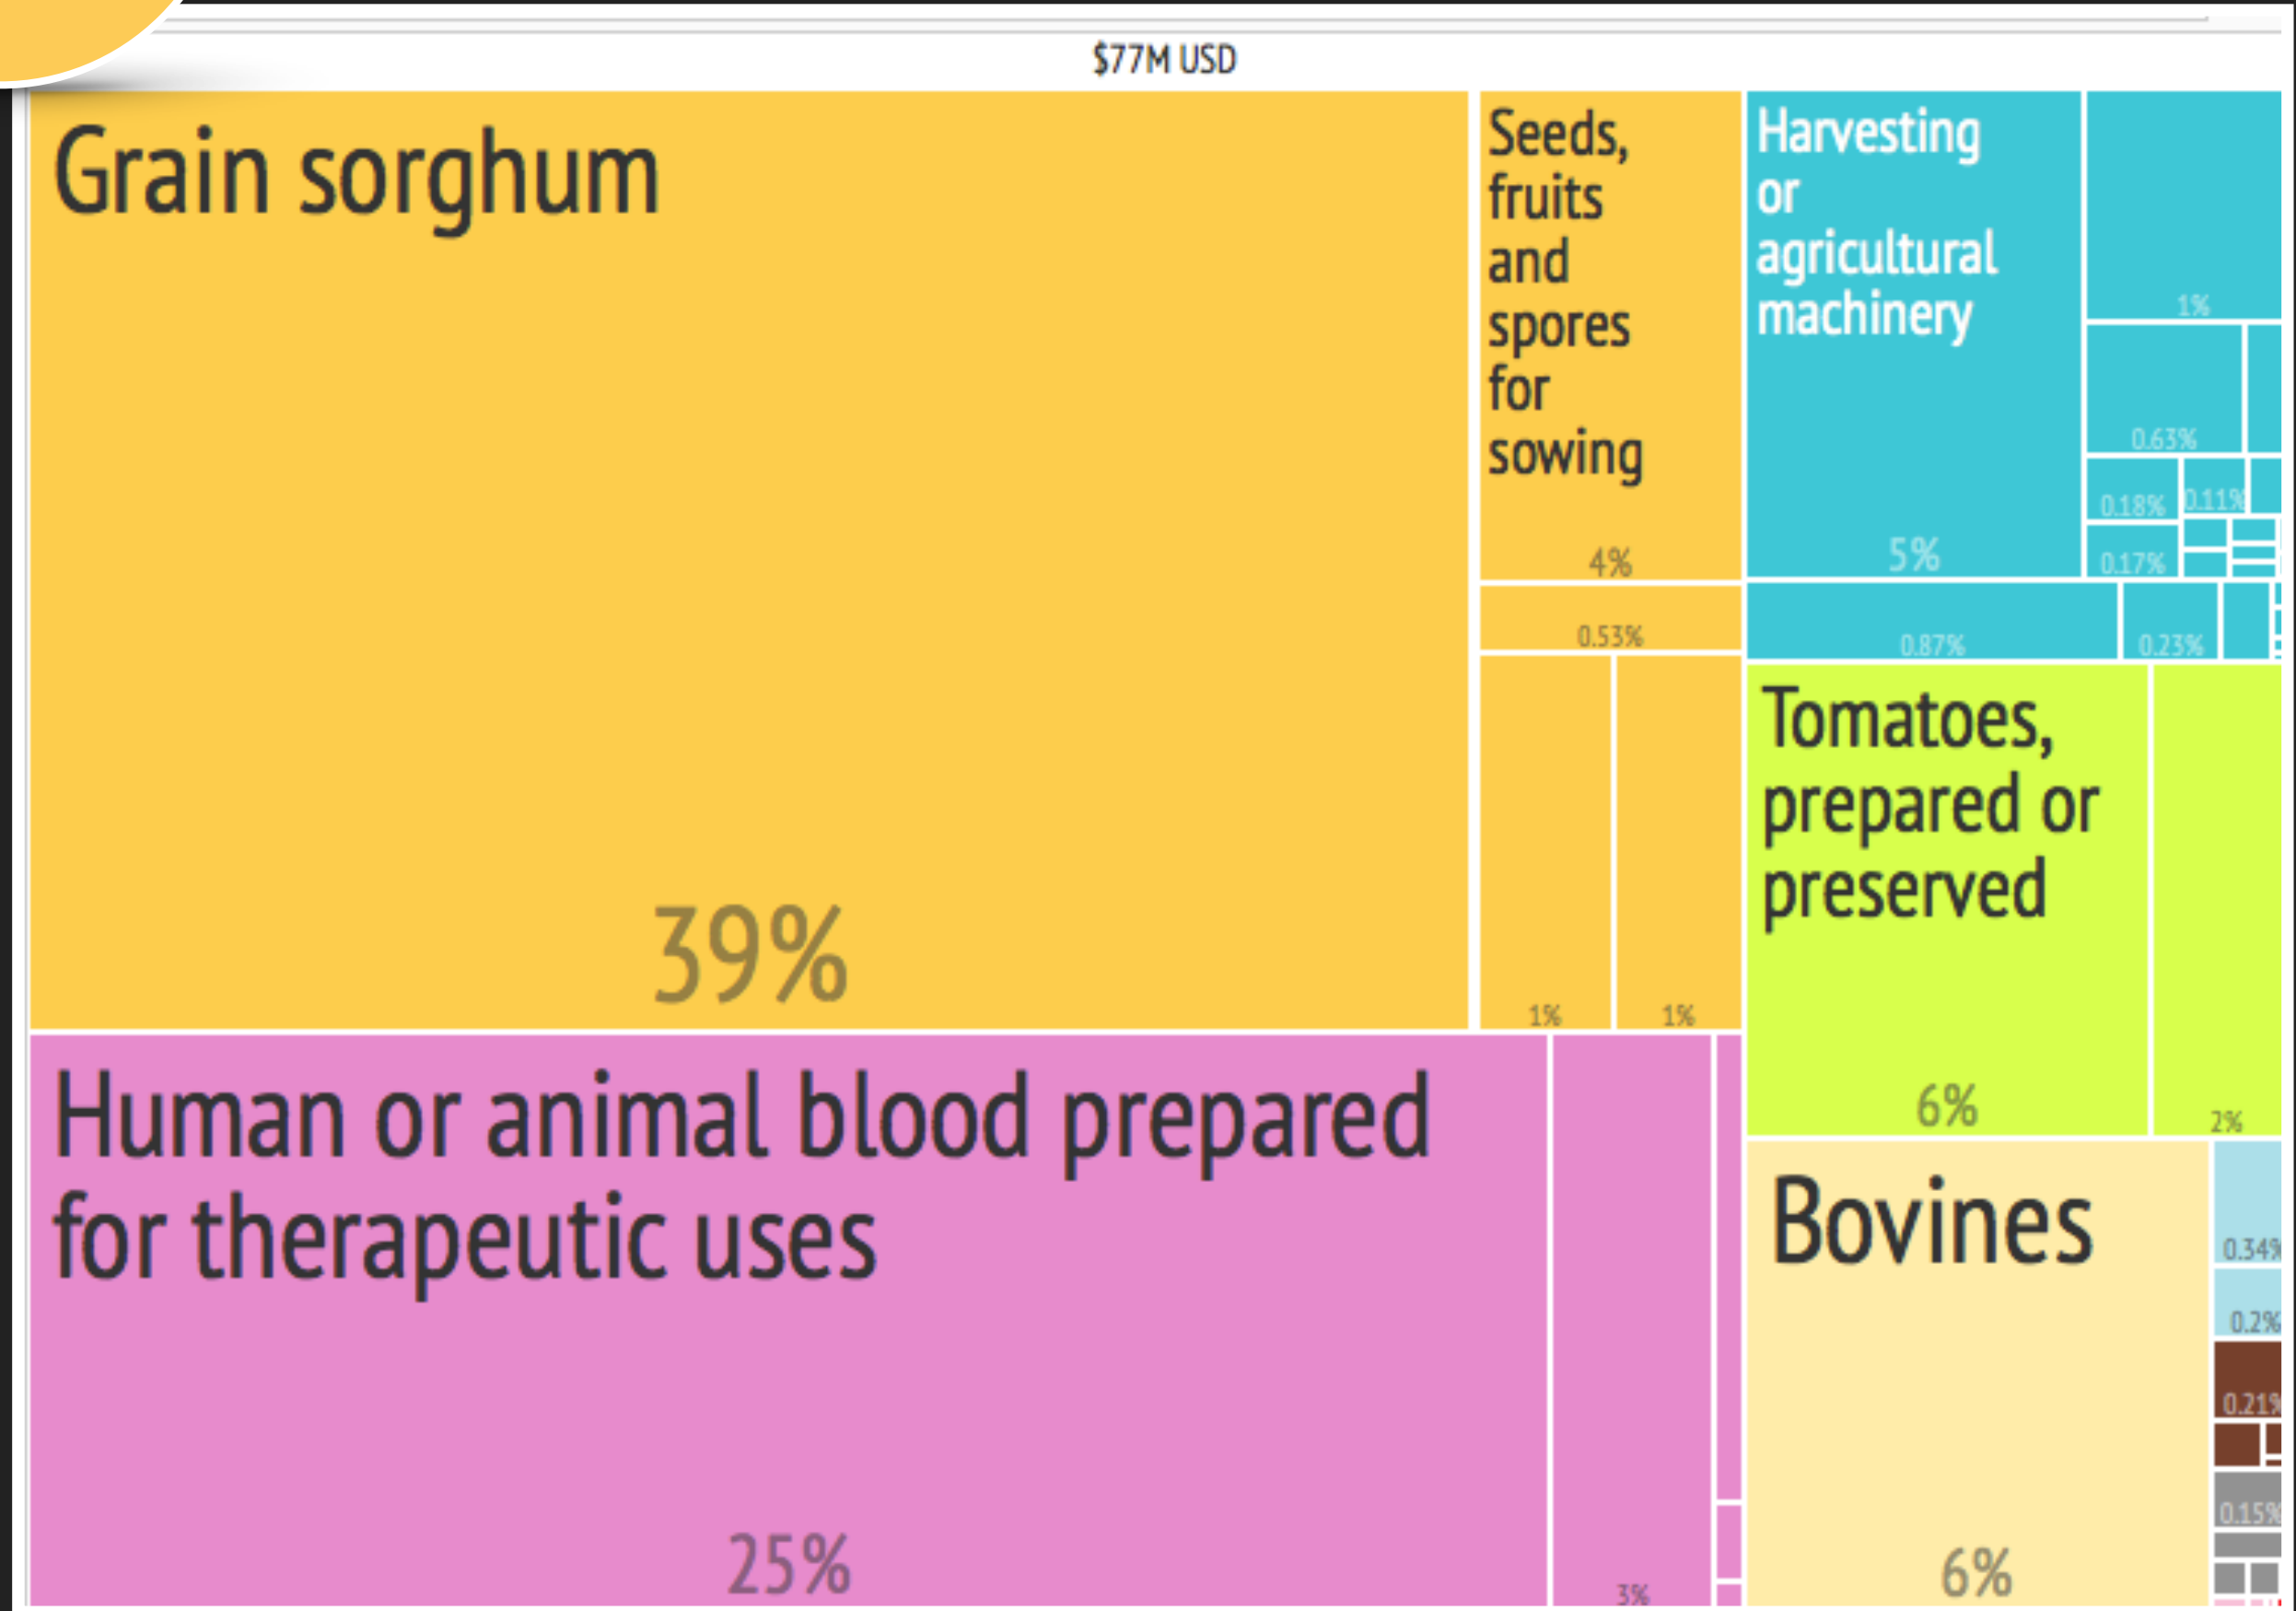 $77M USD
Grain sorghum
39%
Seeds,
fruits
and
spores
for
sowing
4%
0.53%
1%
1%
Harvesting
or
agricultural
machinery
5%
1%
0.63%
0.18%
0.11%
0.17%
0.87%
0.23%
Tomatoes,
prepared or
preserved
6%
2%
Human or animal blood prepared
for therapeutic uses
25%
3%
Bovines
6%
0.34%
0.2%
0.21%
0.15%